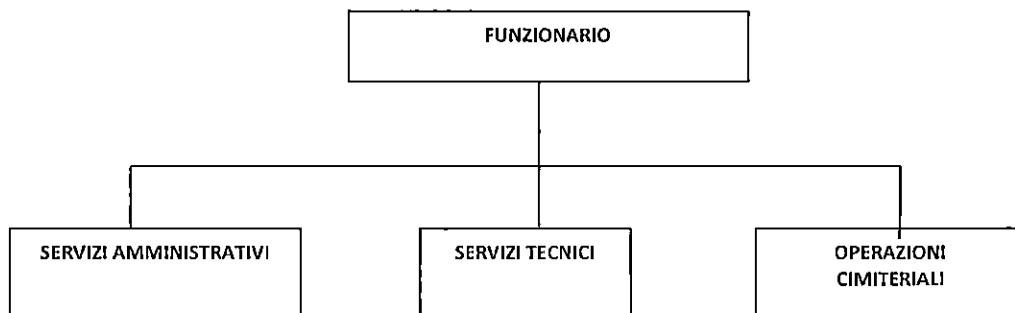 FUNZIONARIO
SERVIZI AMMINISTRATIVI
SERVIZI TECNICI
OPERAZIONI
CIMITERIALI